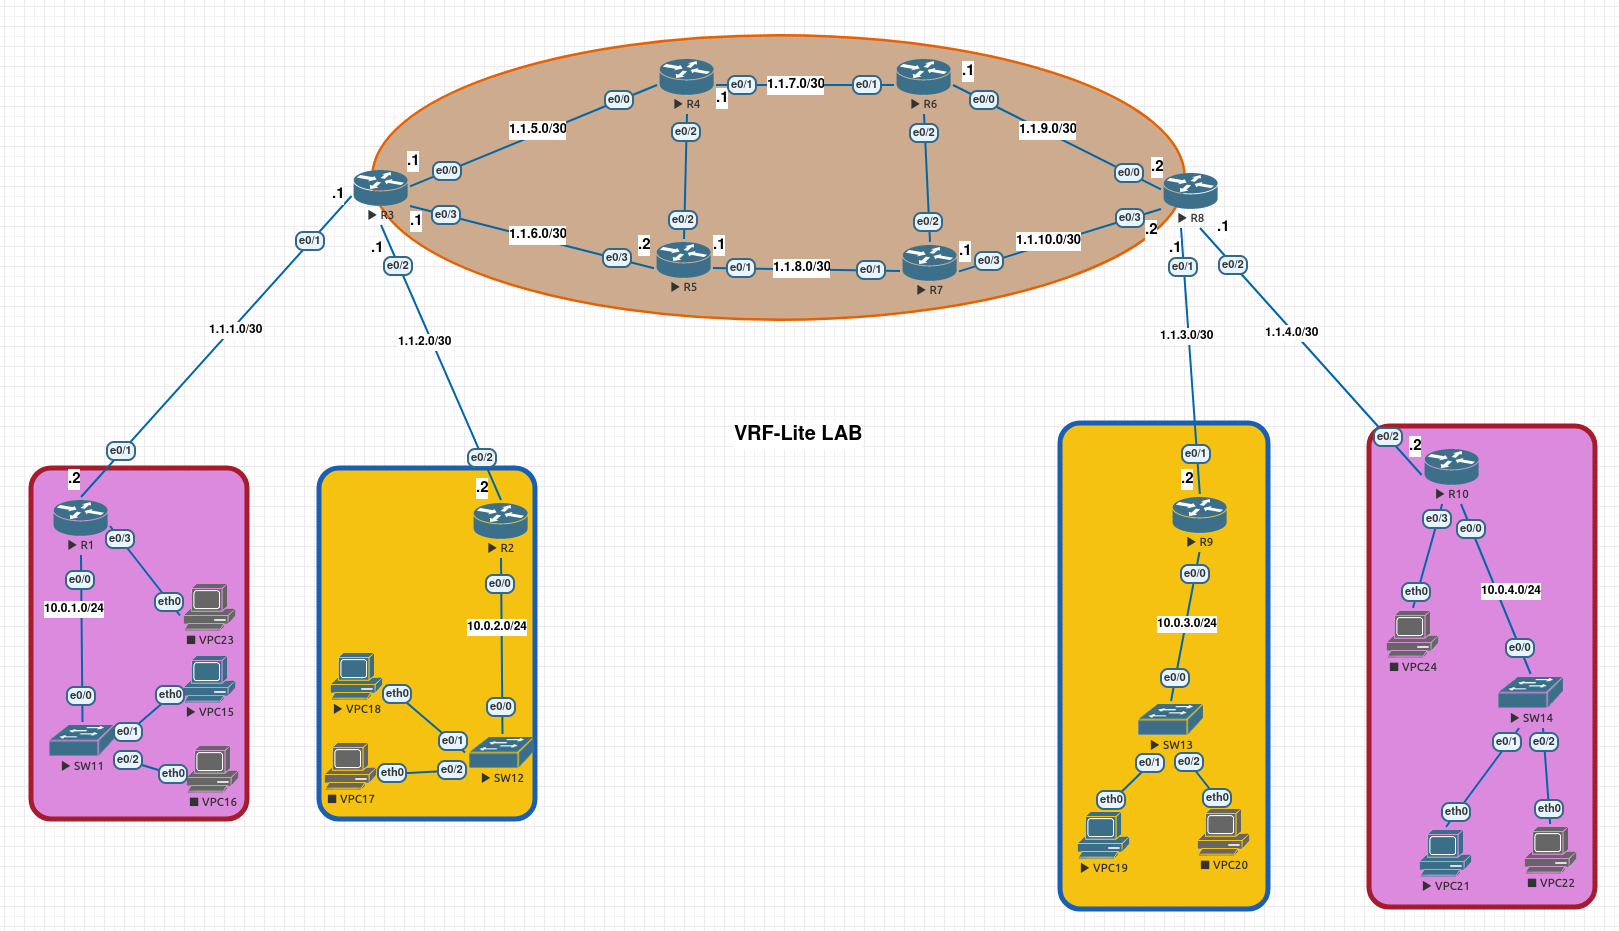 R4
e0/1
1.1.7.0/30
e0/1
R6
.1
.1
e0/0
e0/0
e0/2
e0/2
1.1.5.0/30
1.1.9.0/30
.1
e0/0
e0/0
.2
.1
R3
R8
.1
e0/3
e0/2
e0/2
e0/3
.2
.1
e0/1
.1
e0/2
1.1.6.0/30
e0/3
.2
.1
R5
e0/1
1.1.8.0/30
e0/1
R7
.1
e0/3
1.1.10.0/30
.1
e0/1
e0/2
1.1.1.0/30
1.1.2.0/30
1.1.3.0/30
1.1.4.0/30
VRF-Lite LAB
e0/1
.2
R1
e0/3
e0/0
10.0.1.0/24
eth0
VPC23
e0/0
eth0
VPC15
e0/1
SW11
e0/2
eth0
VPC16
e0/2
.2
R2
e0/0
10.0.2.0/24
VPC18
eth0
e0/0
e0/1
VPC17
eth0
e0/2
SW12
e0/1
.2
R9
e0/0
10.0.3.0/24
e0/0
SW13
e0/1
e0/2
eth0
eth0
VPC19
VPC20
e0/2
.2
R10
e0/3
e0/0
eth0
10.0.4.0/24
VPC24
e0/0
SW14
e0/1
e0/2
eth0
eth0
VPC21
VPC22